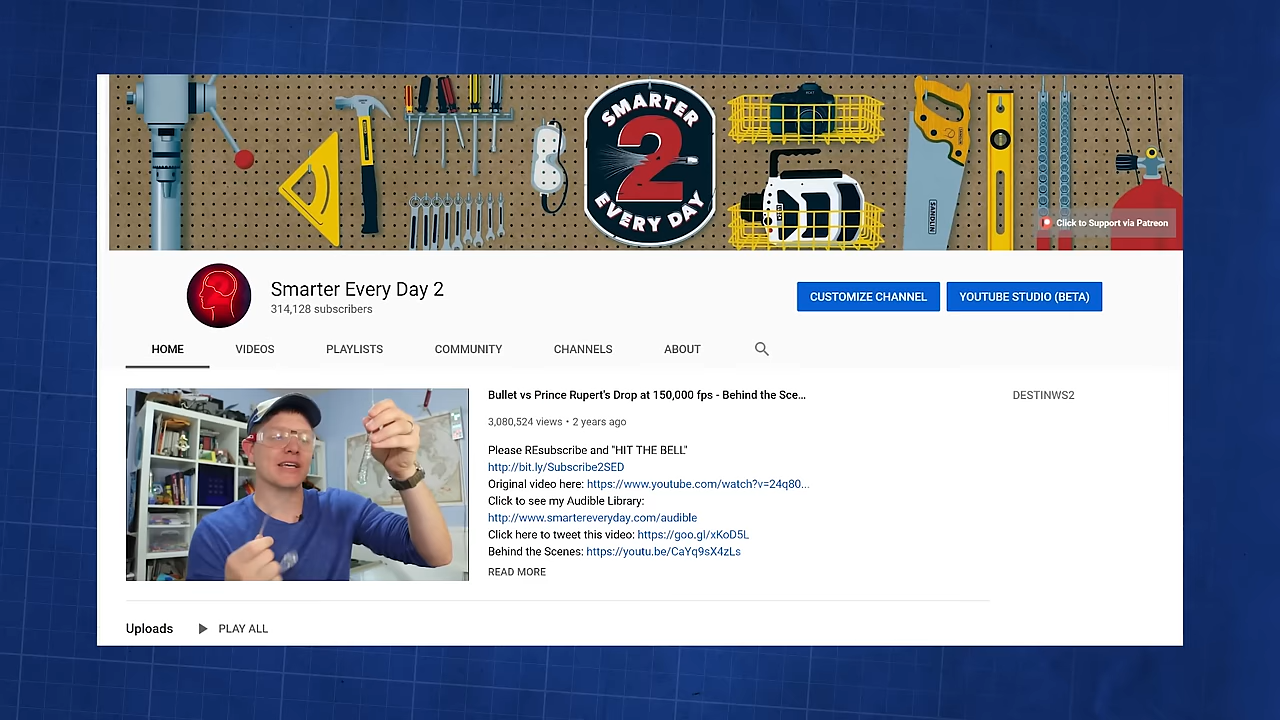 SMARTER
2
EVERY DAY
SANDLIN
Click to Support via Patreon
Smarter Every Day 2
314,128 subscribers
CUSTOMIZE CHANNEL
YOUTUBE STUDIO (BETA)
HOME
VIDEOS
PLAYLISTS
COMMUNITY
CHANNELS
ABOUT
Bullet vs Prince Rupert's Drop at 150,000 fps - Behind the Sce...
3,080,524 views • 2 years ago
DESTINWS2
Please REsubscribe and "HIT THE BELL"
http://bit.ly/Subscribe2SED
Original video here: https://www.youtube.com/watch?v=24q80...
Click to see my Audible Library:
http://www.smartereveryday.com/audible
Click here to tweet this video: https://goo.gl/xKoD5L
Behind the Scenes: https://youtu.be/CaYq9sX4zLs
READ MORE
Uploads
PLAY ALL